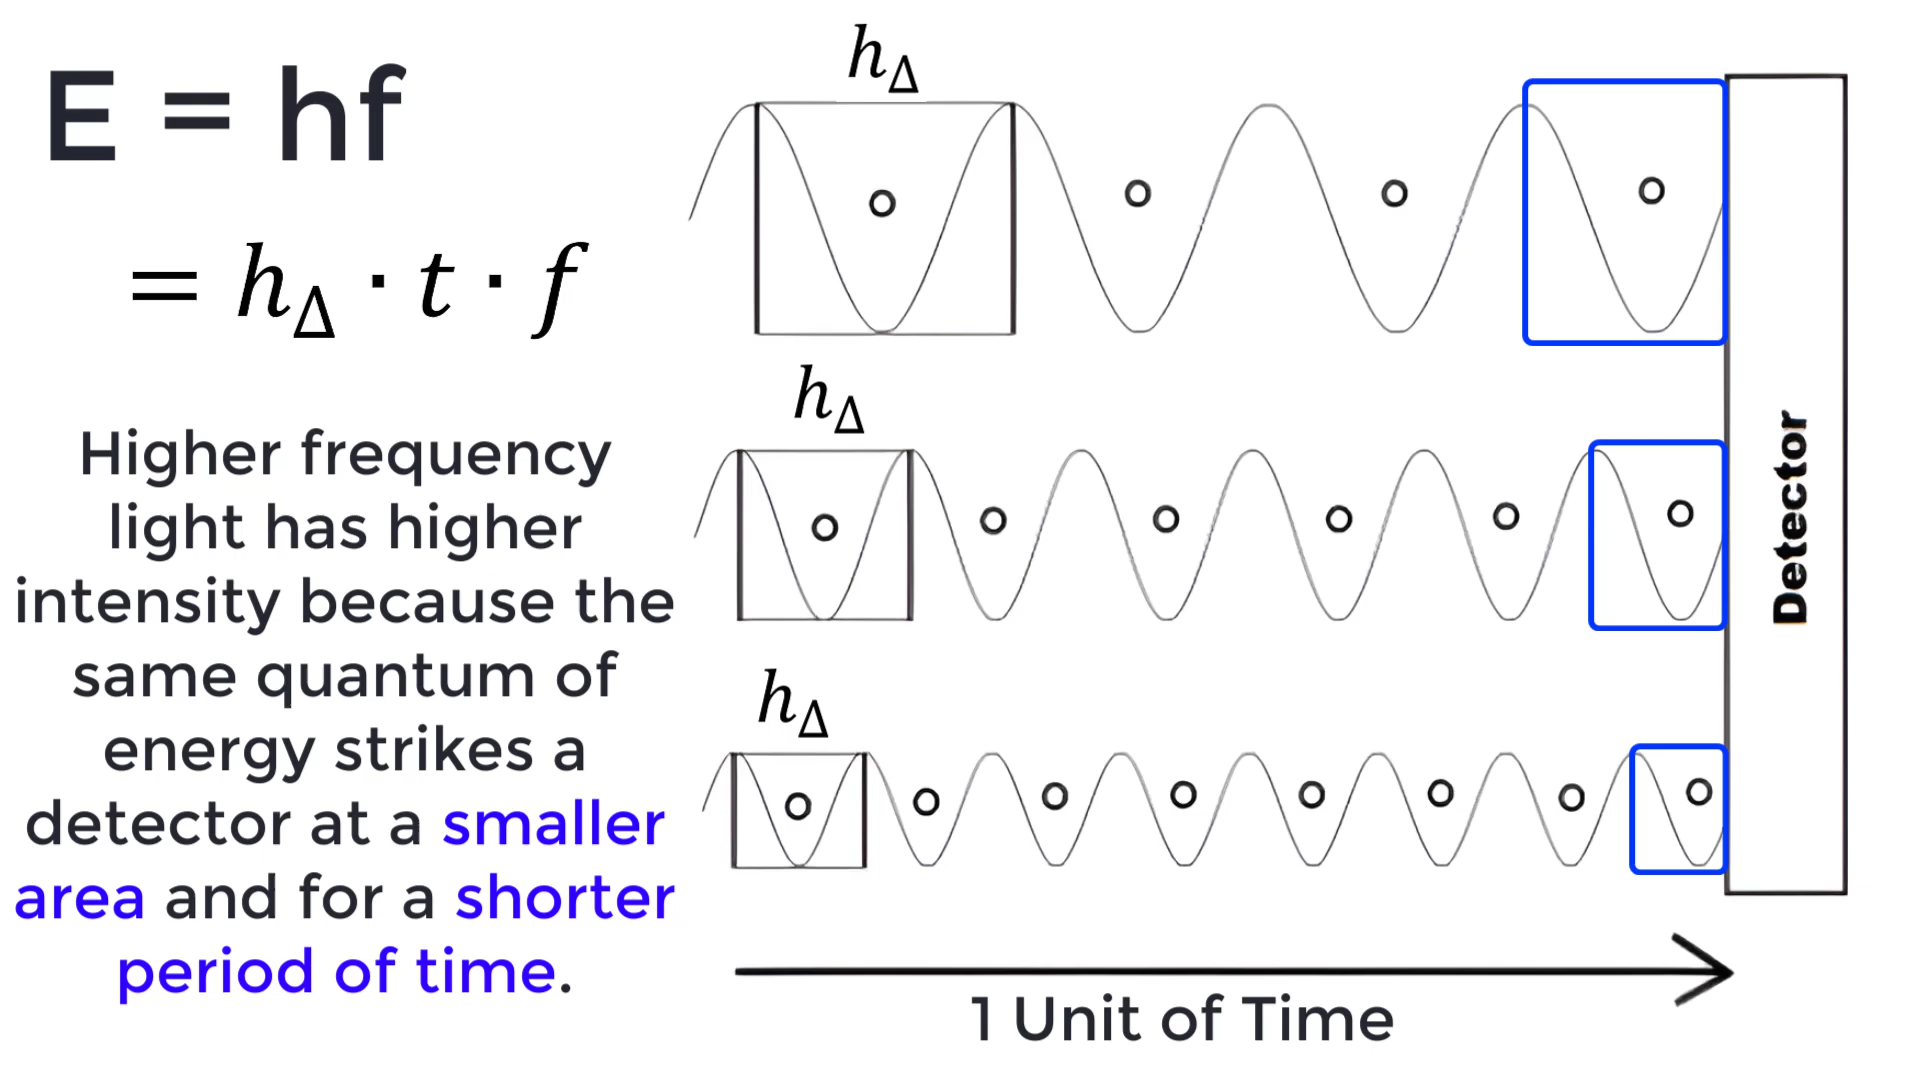 E = hf
= h_Δ · t · f
Higher frequency
light has higher
intensity because the
same quantum of
energy strikes a
detector at a smaller
area and for a shorter
period of time.
h_Δ
h_Δ
h_Δ
Detector
1 Unit of Time